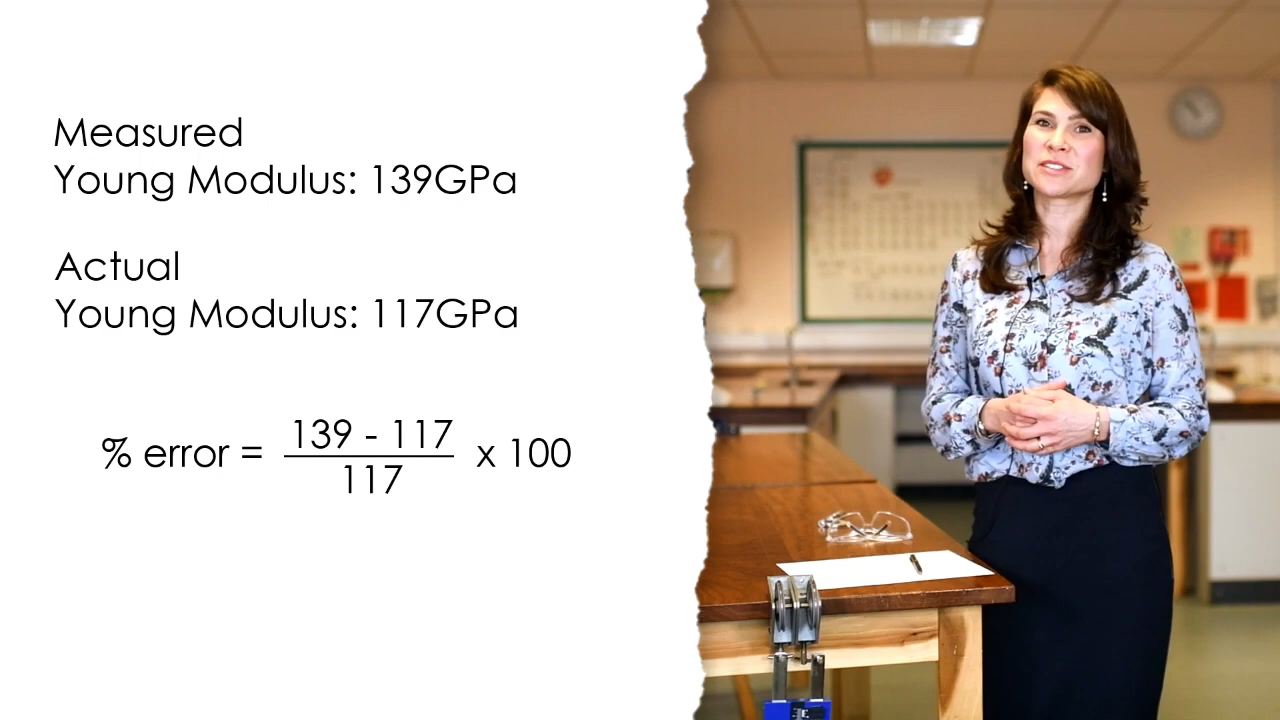 Measured
Young Modulus: 139GPa
Actual
Young Modulus: 117GPa
% error = 139 - 117 x 100
117